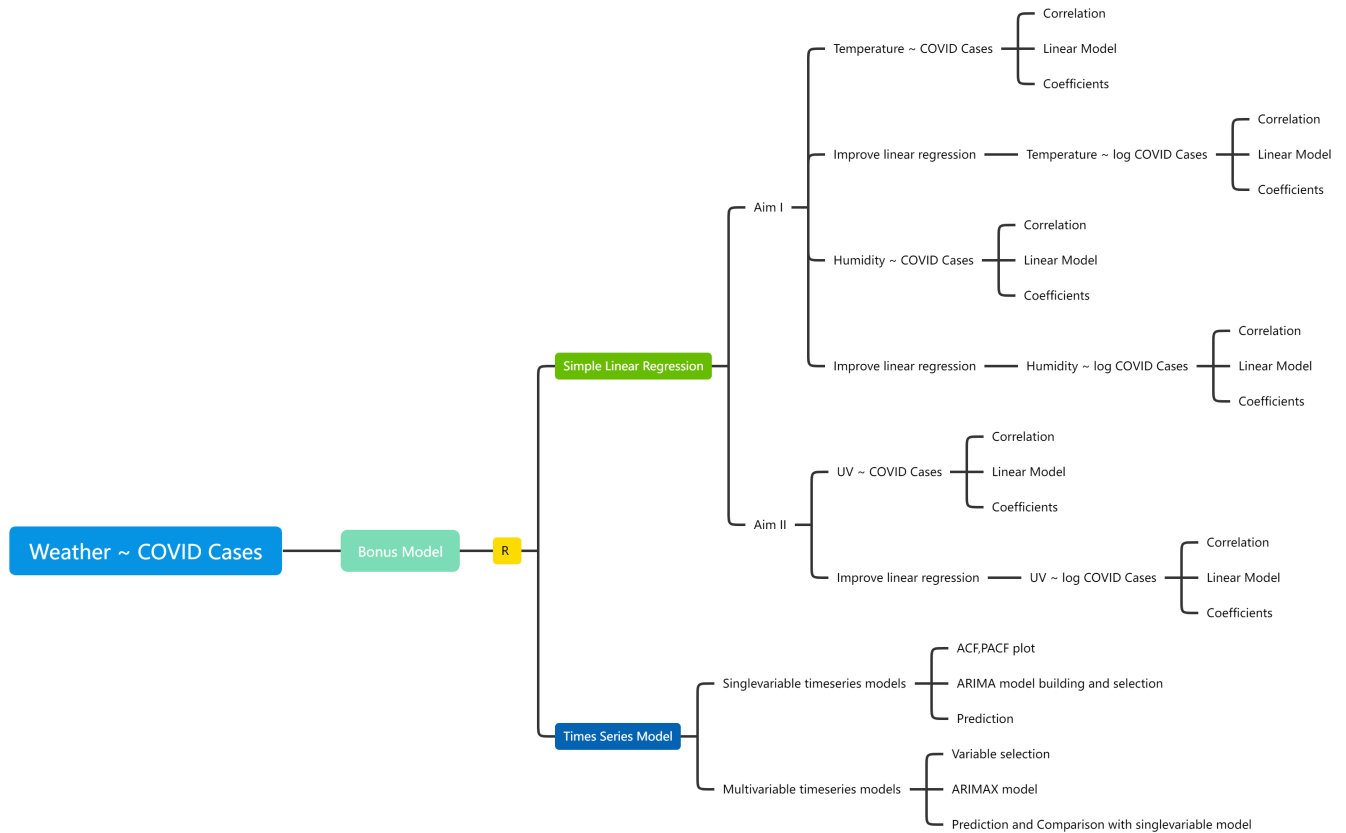 Weather ~ COVID Cases
Bonus Model
R
Simple Linear Regression
Aim I
Temperature ~ COVID Cases
Correlation
Linear Model
Coefficients
Improve linear regression
Temperature ~ log COVID Cases
Correlation
Linear Model
Coefficients
Humidity ~ COVID Cases
Correlation
Linear Model
Coefficients
Improve linear regression
Humidity ~ log COVID Cases
Correlation
Linear Model
Coefficients
Aim II
UV ~ COVID Cases
Correlation
Linear Model
Coefficients
Improve linear regression
UV ~ log COVID Cases
Correlation
Linear Model
Coefficients
Times Series Model
Singlevariable timeseries models
ACF,PACF plot
ARIMA model building and selection
Prediction
Multivariable timeseries models
Variable selection
ARIMAX model
Prediction and Comparison with singlevariable model